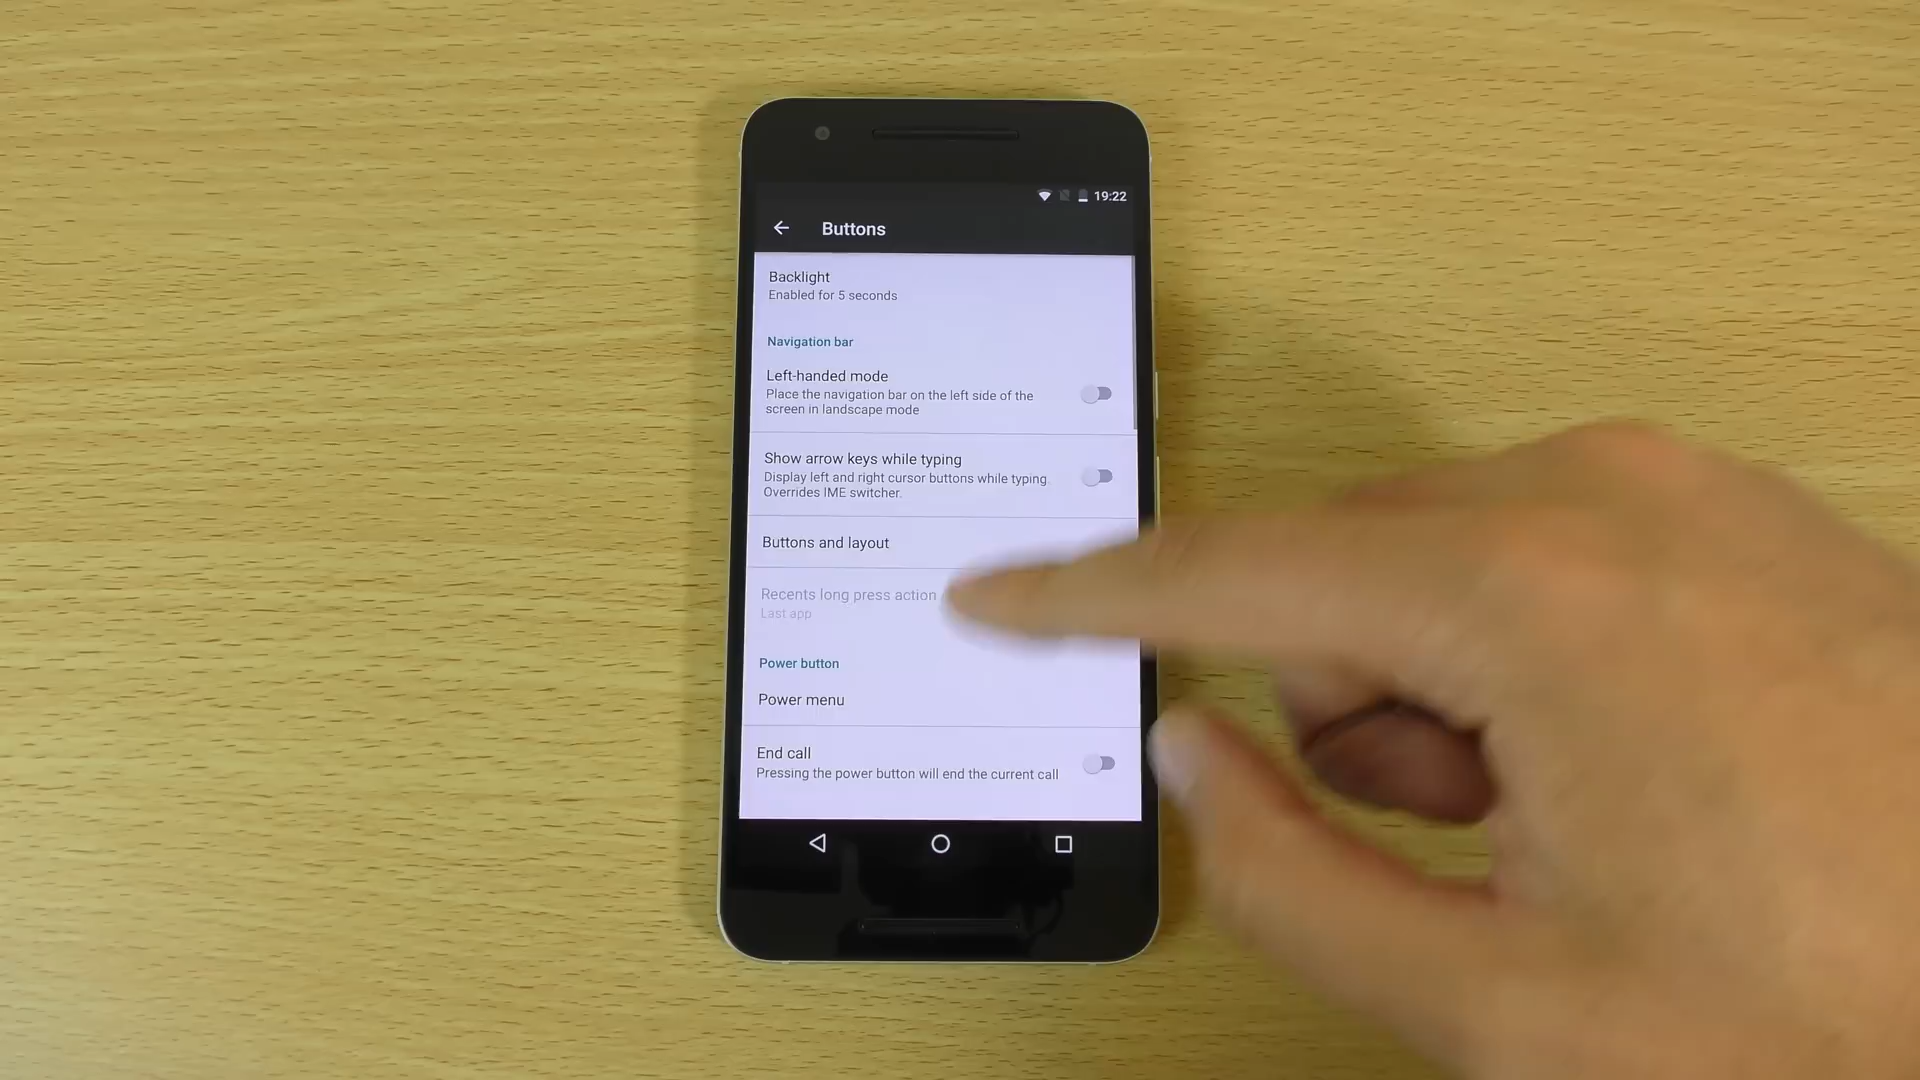 19:22
Buttons
Backlight
Enabled for 5 seconds
Navigation bar
Left-handed mode
Place the navigation bar on the left side of the
screen in landscape mode
Show arrow keys while typing
Display left and right cursor buttons while typing.
Overrides IME switcher.
Buttons and layout
Recents long press action
Last app
Power button
Power menu
End call
Pressing the power button will end the current call